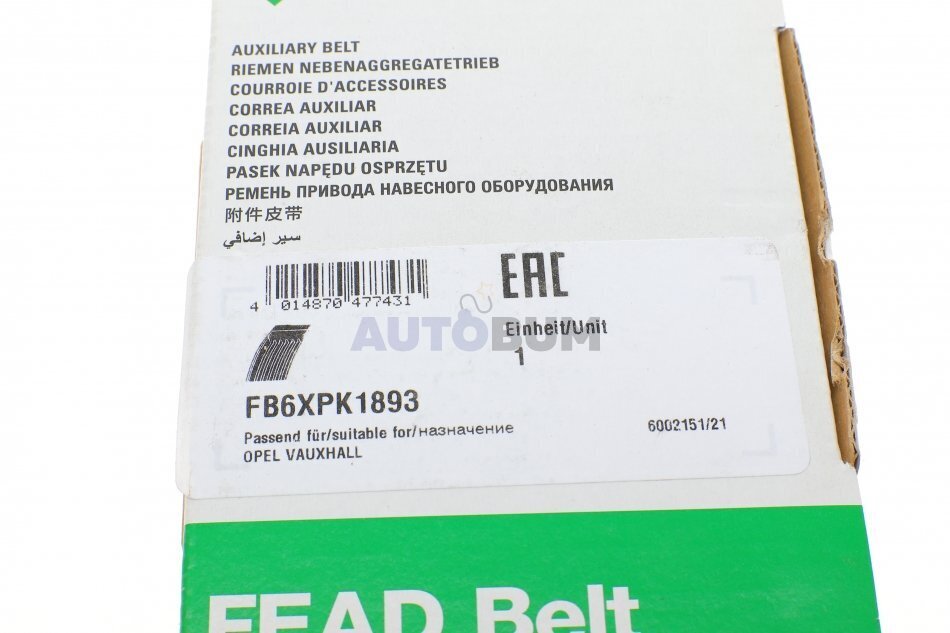 AUXILIARY BELT
RIEMEN NEBENAGGREGATETRIEB
COURROIE D'ACCESSOIRES
CORREA AUXILIAR
CORREIA AUXILIAR
CINGHIA AUSILIARIA
PASEK NAPĘDU OSPRZĘTU
РЕМЕНЬ ПРИВОДА НАВЕСНОГО ОБОРУДОВАНИЯ
附件皮带
سير إضافي
4 014870 477431
EAC
AUTOBUM
Einheit/Unit
1
FB6XPK1893
Passend für/suitable for/назначение
6002151/21
OPEL VAUXHALL
FEAD Belt